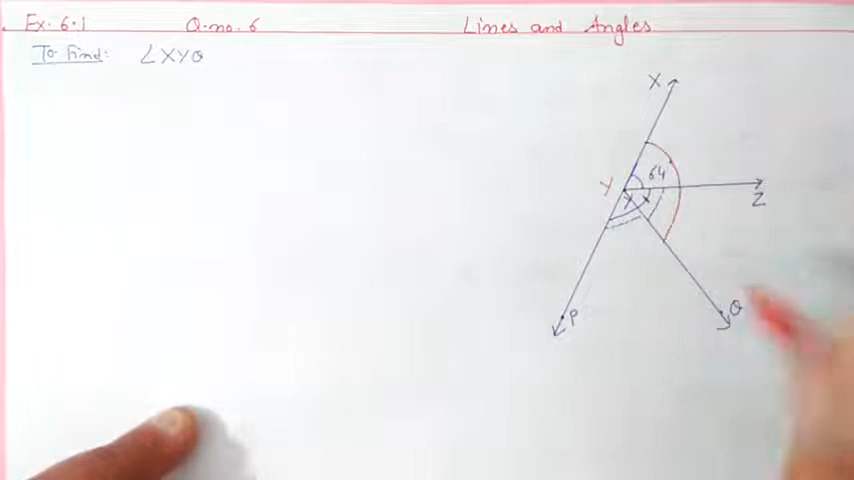 Ex. 6.1 Q.no. 6 Lines and Angles
To Find: ∠XYQ
X
64
Y
Z
Q
P